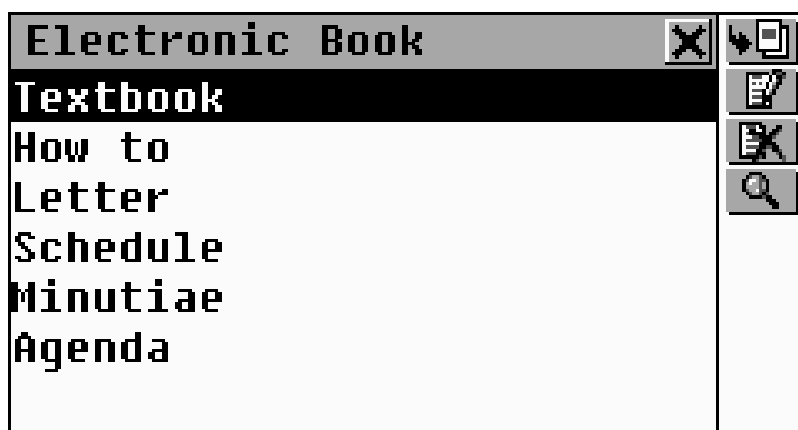 Electronic Book
Textbook
How to
Letter
Schedule
Minutiae
Agenda